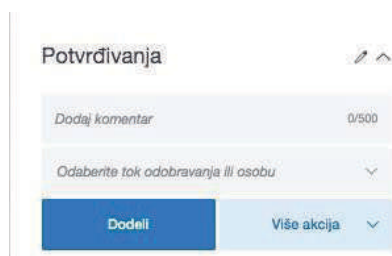 Potvrđivanja
Dodaj komentar 0/500
Odaberite tok odobravanja ili osobu
Dodeli Više akcija